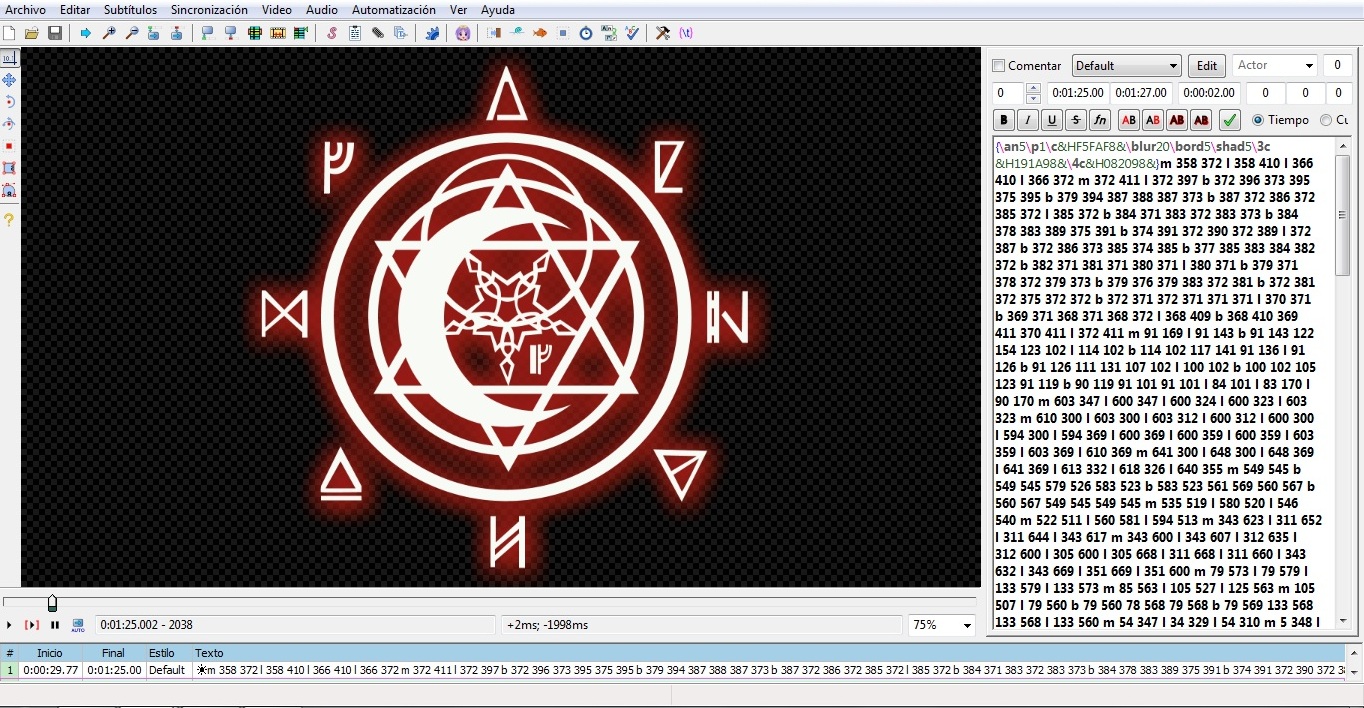 Archivo Editar Subtítulos Sincronización Video Audio Automatización Ver Ayuda
Comentar Default Edit Actor 0
0 0:01:25.00 0:01:27.00 0:00:02.00 0 0 0
B I U S fn AB AB AB AB Tiempo Cu
{\an5\p1\c&HF5FAF8&\blur20\bord5\shad5\3c
&H191A98&\4c&H082098&}m 358 372 l 358 410 l 366
410 l 366 372 m 372 411 l 372 397 b 372 396 373 395
375 395 b 379 394 387 388 387 373 b 387 372 386 372
385 372 l 385 372 b 384 371 383 372 383 373 b 384
378 383 389 375 391 b 374 391 372 390 372 389 l 372
387 b 372 386 373 385 374 385 b 377 385 383 384 382
372 b 382 371 381 371 380 371 l 380 371 b 379 371
378 372 379 373 b 379 376 379 383 372 381 b 372 381
372 375 372 372 b 372 371 372 371 371 371 l 370 371
b 369 371 368 371 368 372 l 368 409 b 368 410 369
411 370 411 l 372 411 m 91 169 l 91 143 b 91 143 122
154 123 102 l 114 102 b 114 102 117 141 91 136 l 91
126 b 91 126 111 131 107 102 l 100 102 b 100 102 105
123 91 119 b 90 119 91 101 91 101 l 84 101 l 83 170 l
90 170 m 603 347 l 600 347 l 600 324 l 600 323 l 603
323 m 610 300 l 603 300 l 603 312 l 600 312 l 600 300
l 594 300 l 594 369 l 600 369 l 600 359 l 600 359 l 603
359 l 603 369 l 610 369 m 641 300 l 648 300 l 648 369
l 641 369 l 613 332 l 618 326 l 640 355 m 549 545 b
549 545 579 526 583 523 b 583 523 561 569 560 567 b
560 567 549 545 549 545 m 535 519 l 580 520 l 546
540 m 522 511 l 560 581 l 594 513 m 343 623 l 311 652
l 311 644 l 343 617 m 343 600 l 343 607 l 312 635 l
312 600 l 305 600 l 305 668 l 311 668 l 311 660 l 343
632 l 343 669 l 351 669 l 351 600 m 79 573 l 79 579 l
133 579 l 133 573 m 85 563 l 105 527 l 125 563 m 105
507 l 79 560 b 79 560 78 568 79 568 b 79 569 133 568
133 568 l 133 560 m 54 347 l 34 329 l 54 310 m 5 348 l
AUTO 0:01:25.002 - 2038 +2ms; -1998ms 75%
# Inicio Final Estilo Texto
1 0:00:29.77 0:01:25.00 Default ☀m 358 372 l 358 410 l 366 410 l 366 372 m 372 411 l 372 397 b 372 396 373 395 375 395 b 379 394 387 388 387 373 b 387 372 386 372 385 372 l 385 372 b 384 371 383 372 383 373 b 384 378 383 389 375 391 b 374 391 372 390 372